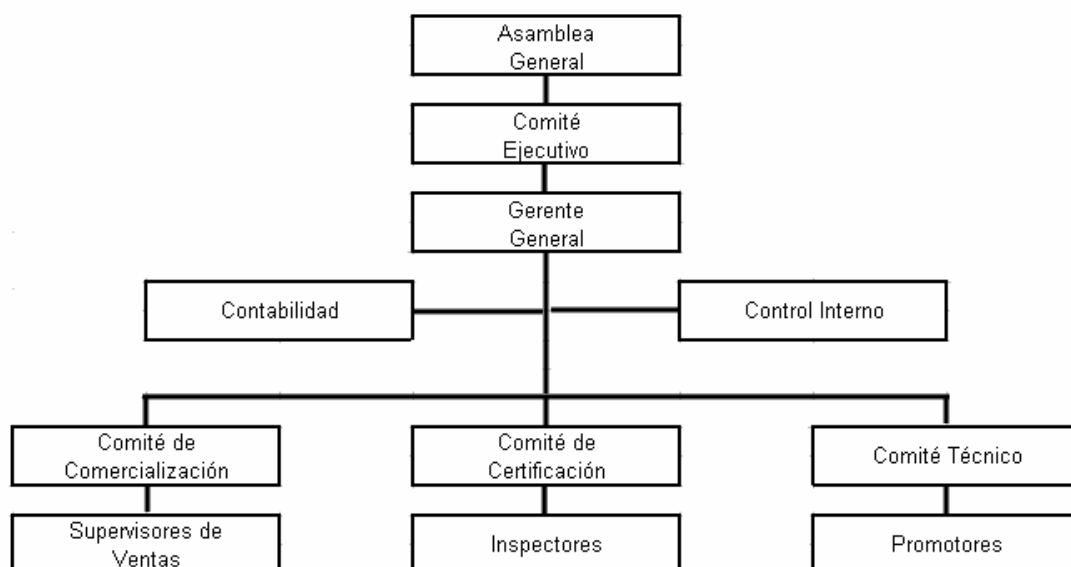 Asamblea
General
Comité
Ejecutivo
Gerente
General
Contabilidad
Control Interno
Comité de
Comercialización
Comité de
Certificación
Comité Técnico
Supervisores de
Ventas
Inspectores
Promotores